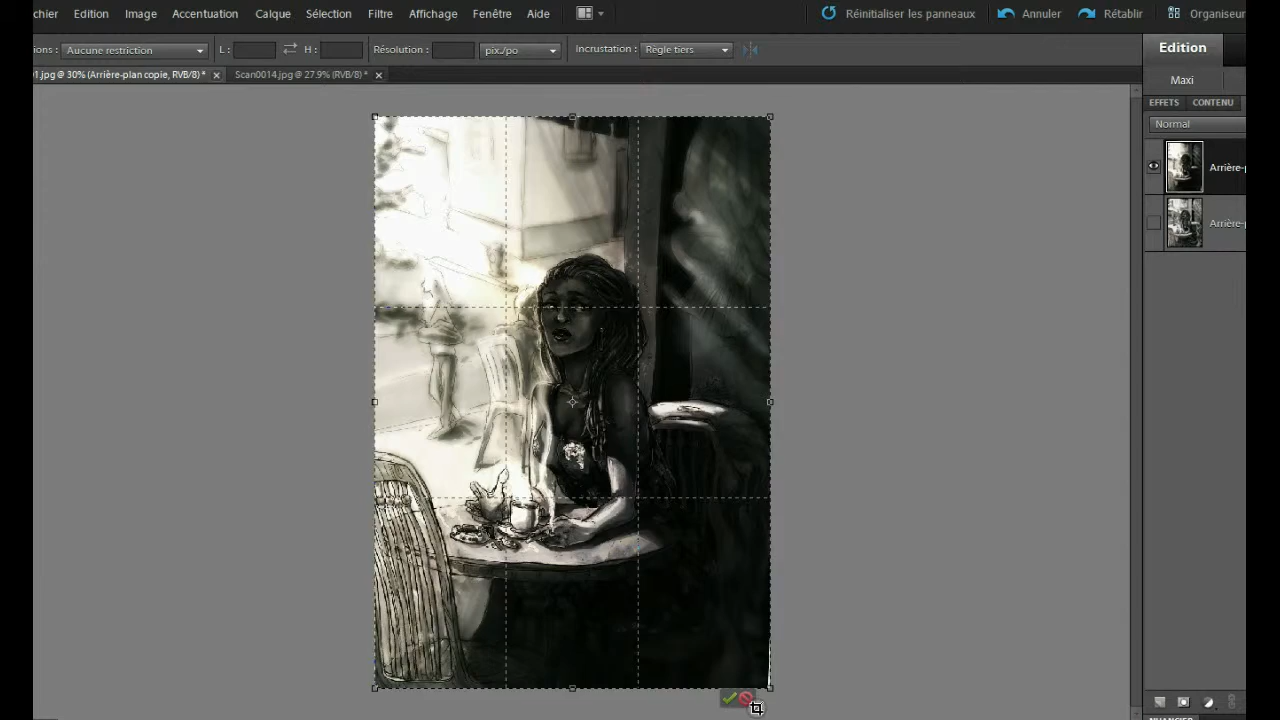 chier Edition Image Accentuation Calque Sélection Filtre Affichage Fenêtre Aide Réinitialiser les panneaux Annuler Rétablir Organiseur
ions : Aucune restriction L : H : Résolution : pix./po Incrustation : Règle tiers
01.jpg @ 30% (Arrière-plan copie, RVB/8) * Scan0014.jpg @ 27.9% (RVB/8) *
Edition
Maxi
EFFETS CONTENU
Normal
Arrière-p
Arrière-p